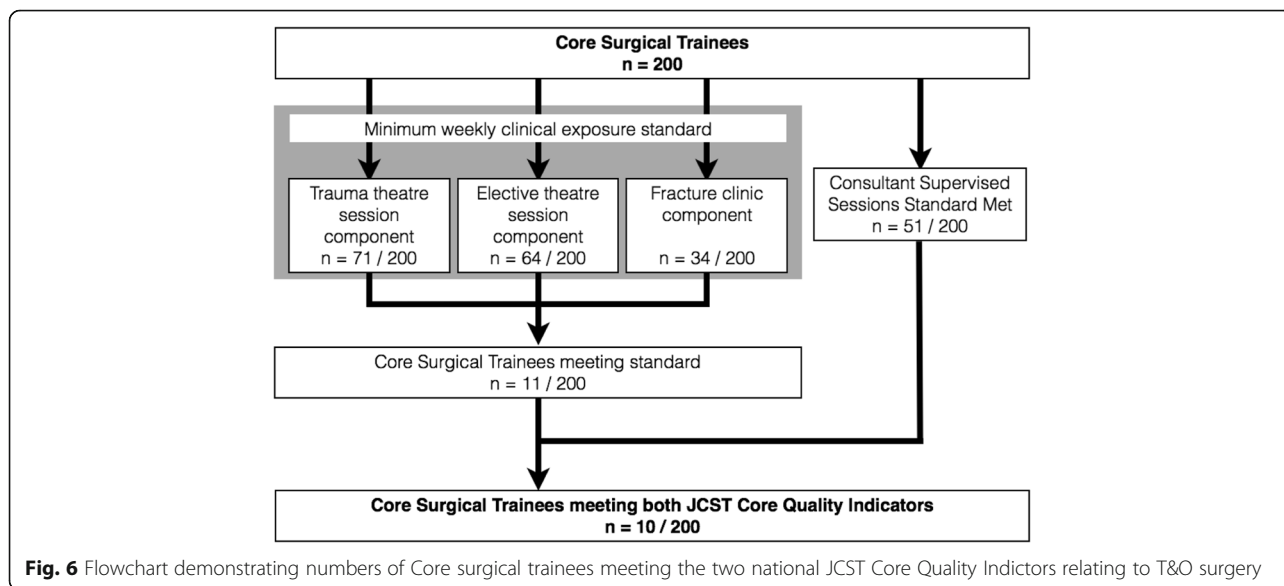 Core Surgical Trainees
n = 200
Minimum weekly clinical exposure standard
Trauma theatre
session
component
n = 71 / 200
Elective theatre
session
component
n = 64 / 200
Fracture clinic
component
n = 34 / 200
Consultant Supervised
Sessions Standard Met
n = 51 / 200
Core Surgical Trainees meeting standard
n = 11 / 200
Core Surgical Trainees meeting both JCST Core Quality Indicators
n = 10 / 200
Fig. 6 Flowchart demonstrating numbers of Core surgical trainees meeting the two national JCST Core Quality Indictors relating to T&O surgery